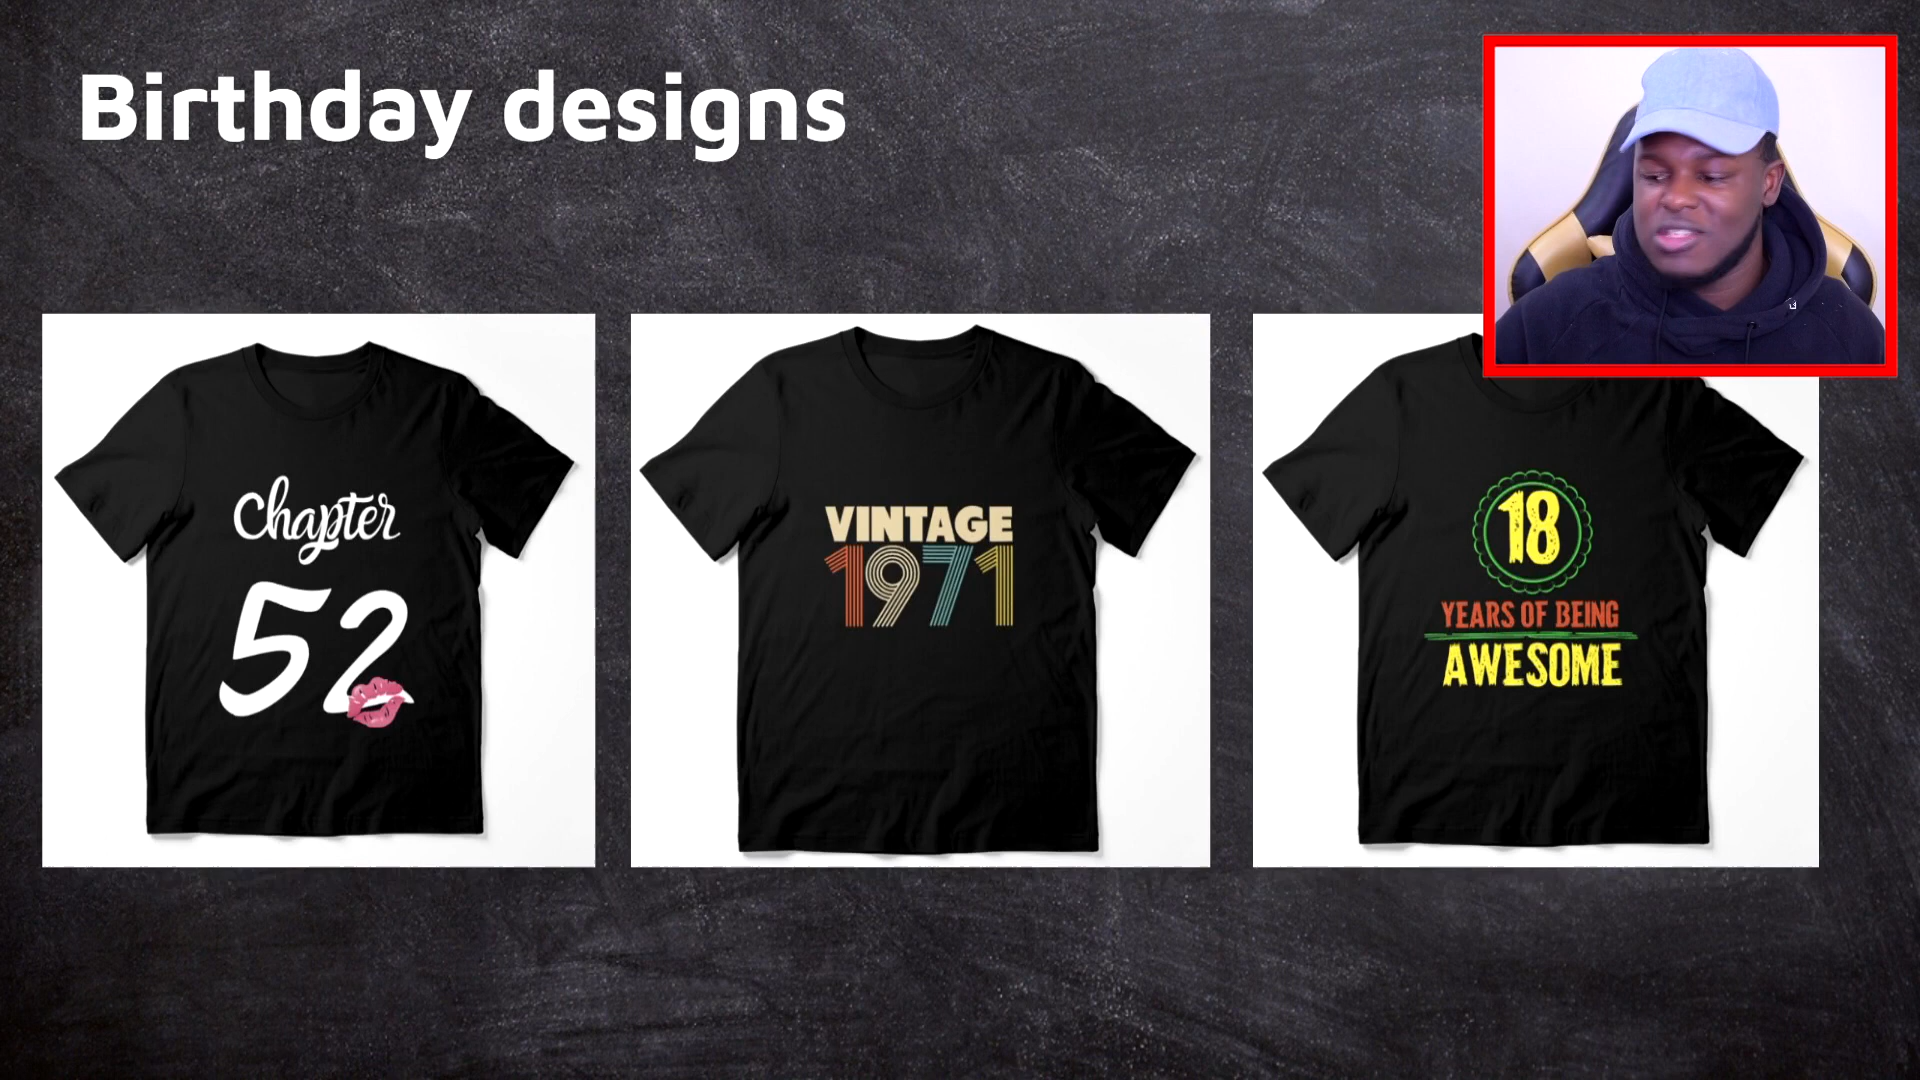 Birthday designs
Chapter
52
VINTAGE
1971
18
YEARS OF BEING
AWESOME